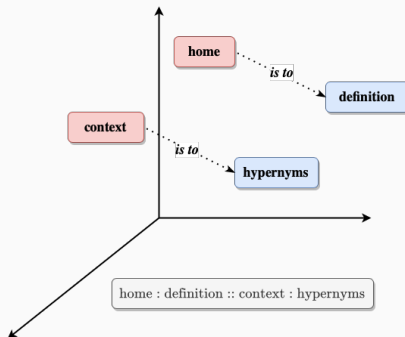 home
is to
definition
context
is to
hypernyms
home : definition :: context : hypernyms